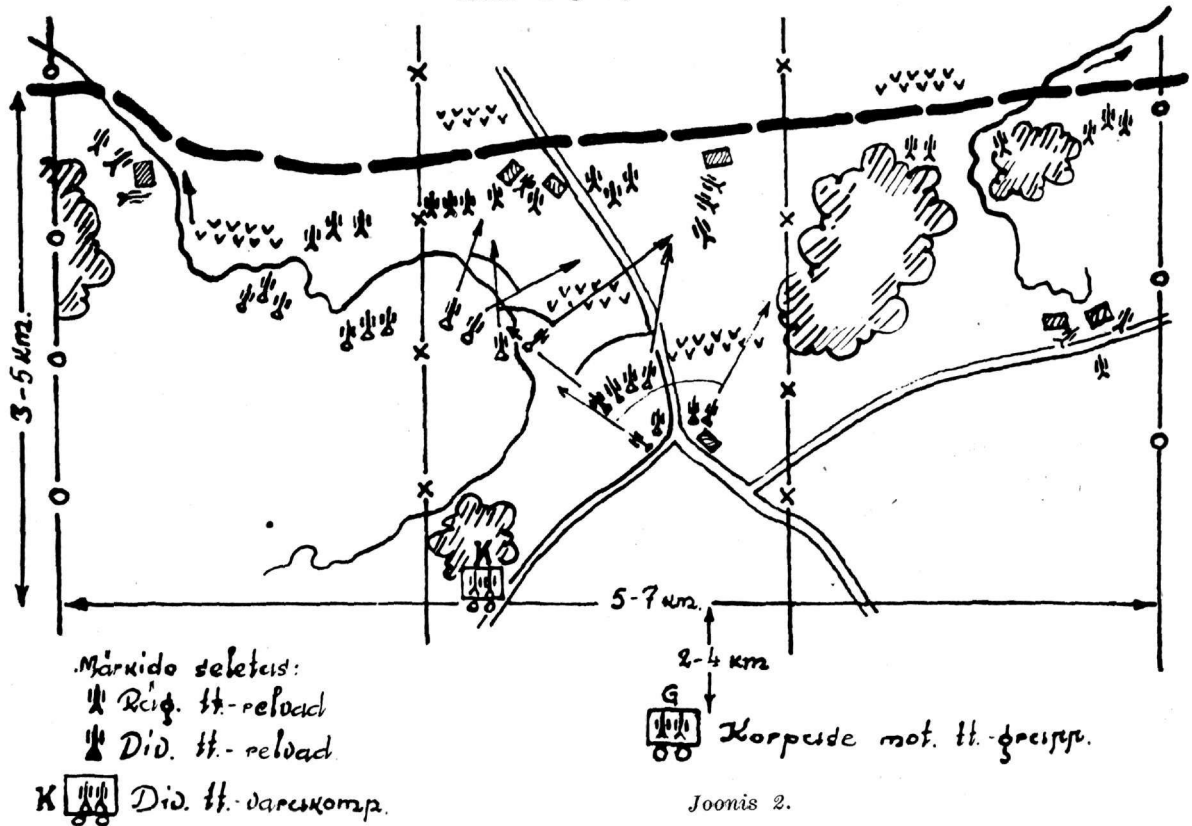 3-5 km.
K
5-7 km.
2-4 km
Märkide seletus:
Rüg. tt.-relvad
Div. tt.-relvad
K Div. tt.-varukomp.
G
Korpuse mot. tt.-grupp.
Joonis 2.